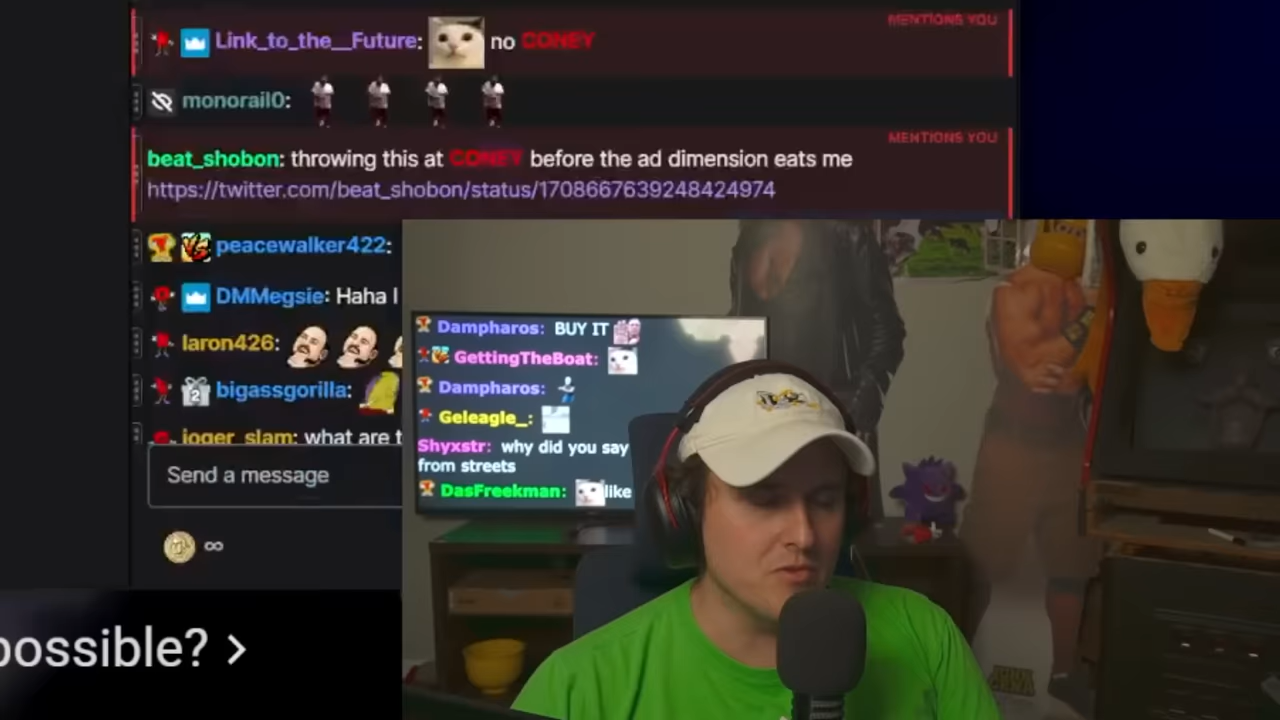 MENTIONS YOU
Link_to_the__Future: no CONEY
monorail0:
MENTIONS YOU
beat_shobon: throwing this at CONEY before the ad dimension eats me
https://twitter.com/beat_shobon/status/1708667639248424974
peacewalker422:
DMMegsie: Haha I
laron426:
bigassgorilla:
joger_slam: what are t
Send a message
∞
possible? >
Dampharos: BUY IT
GettingTheBoat:
Dampharos:
Geleagle_:
Shyxstr: why did you say
from streets
DasFreekman: like